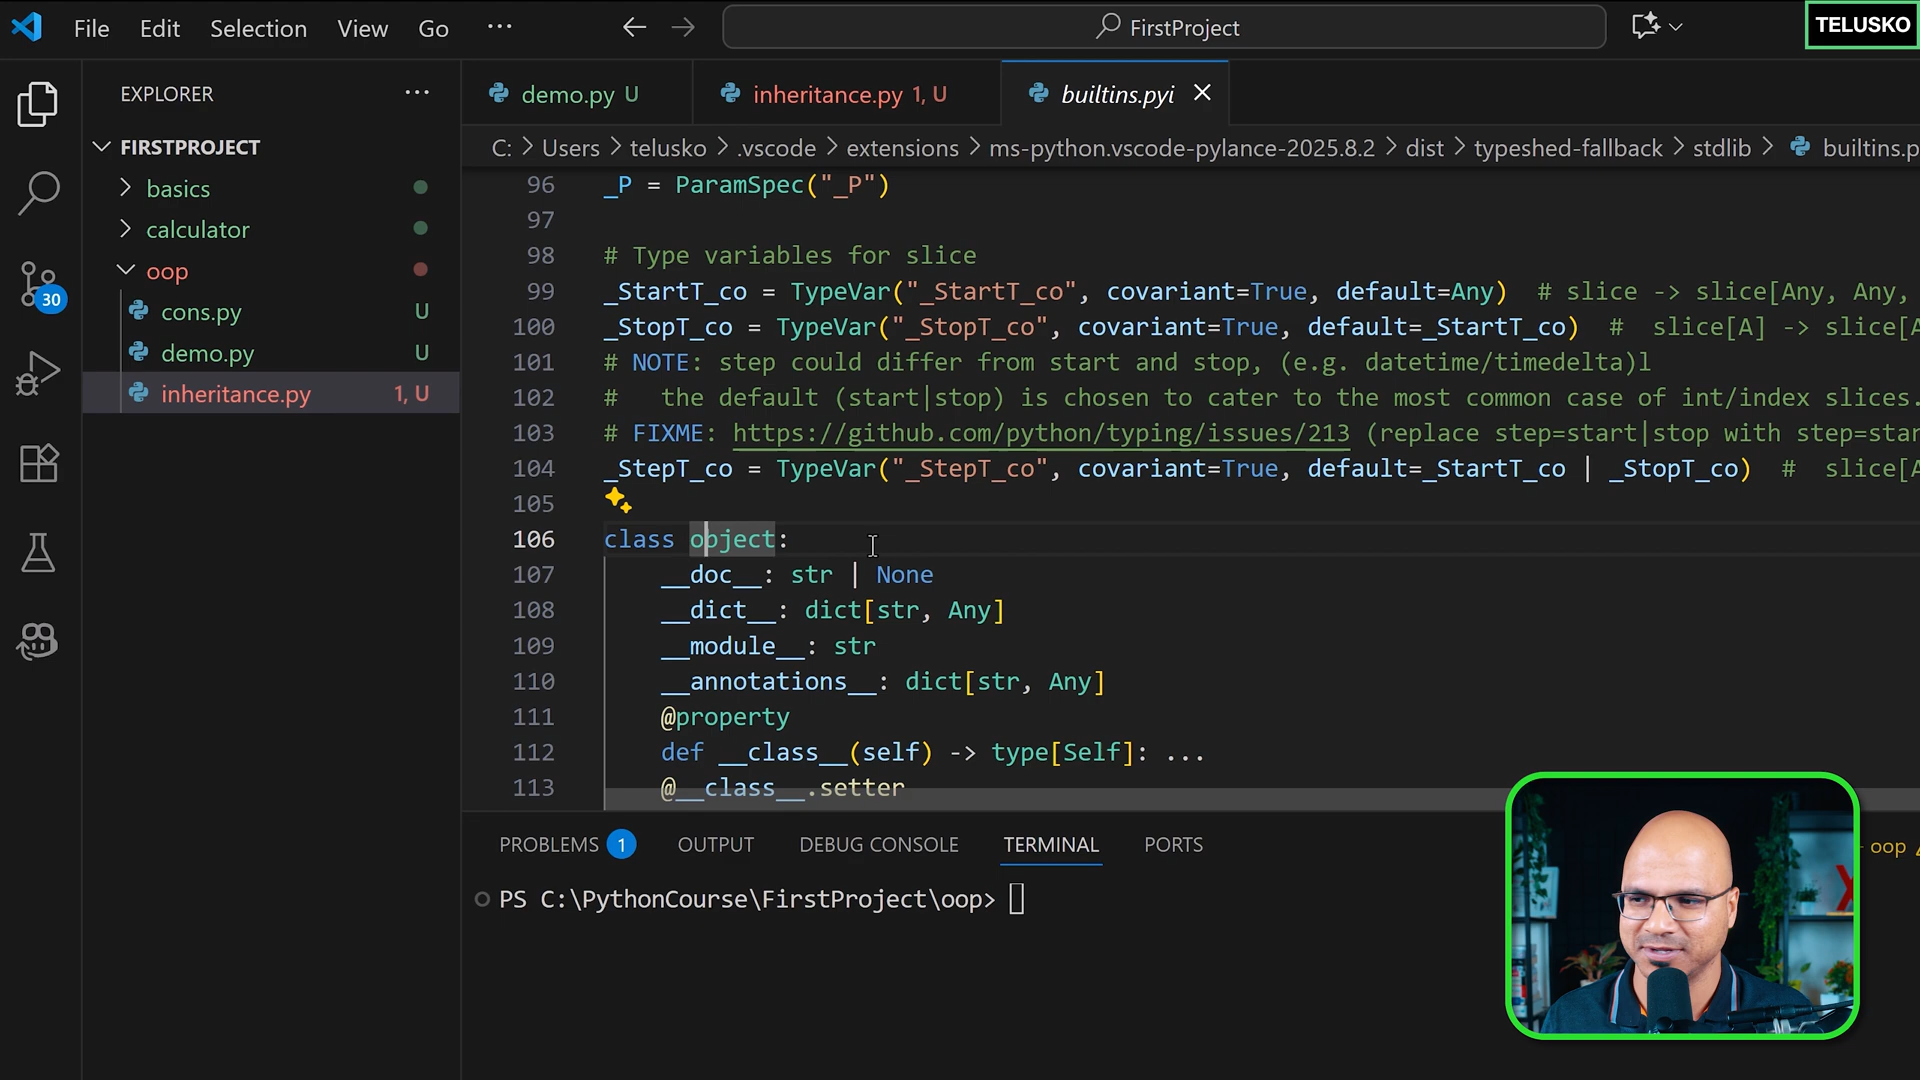 File Edit Selection View Go ··· FirstProject TELUSKO
EXPLORER ···
FIRSTPROJECT
basics
calculator
oop
cons.py U
demo.py U
inheritance.py 1, U
30
demo.py U inheritance.py 1, U builtins.pyi
C: > Users > telusko > .vscode > extensions > ms-python.vscode-pylance-2025.8.2 > dist > typeshed-fallback > stdlib > builtins.p
96 _P = ParamSpec("_P")
97
98 # Type variables for slice
99 _StartT_co = TypeVar("_StartT_co", covariant=True, default=Any) # slice -> slice[Any, Any,
100 _StopT_co = TypeVar("_StopT_co", covariant=True, default=_StartT_co) # slice[A] -> slice[A
101 # NOTE: step could differ from start and stop, (e.g. datetime/timedelta)l
102 # the default (start|stop) is chosen to cater to the most common case of int/index slices.
103 # FIXME: https://github.com/python/typing/issues/213 (replace step=start|stop with step=star
104 _StepT_co = TypeVar("_StepT_co", covariant=True, default=_StartT_co | _StopT_co) # slice[A
105
106 class object:
107 __doc__: str | None
108 __dict__: dict[str, Any]
109 __module__: str
110 __annotations__: dict[str, Any]
111 @property
112 def __class__(self) -> type[Self]: ...
113 @__class__.setter
PROBLEMS 1 OUTPUT DEBUG CONSOLE TERMINAL PORTS oop
PS C:\PythonCourse\FirstProject\oop>